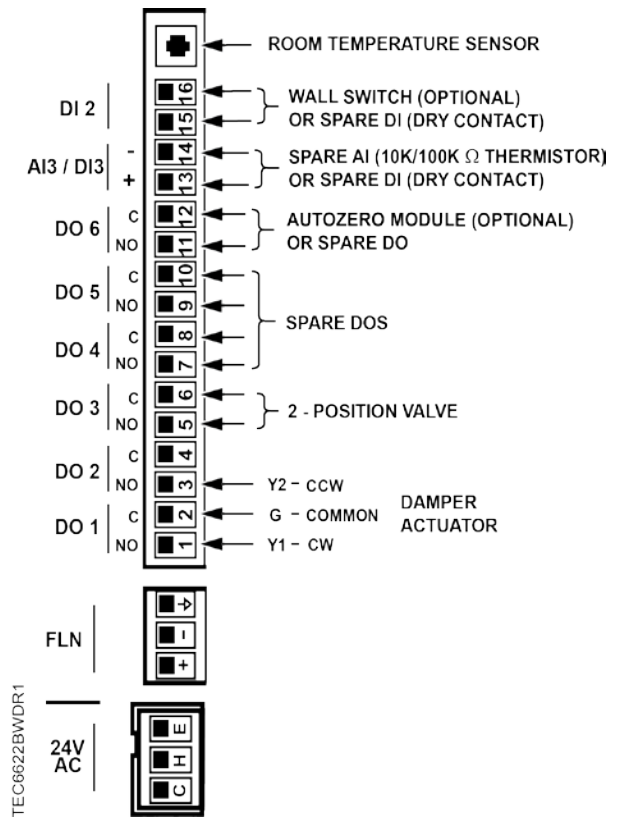 ROOM TEMPERATURE SENSOR
DI 2
16
15
WALL SWITCH (OPTIONAL)
OR SPARE DI (DRY CONTACT)
AI3 / DI3
-
+
14
13
SPARE AI (10K/100K Ω THERMISTOR)
OR SPARE DI (DRY CONTACT)
DO 6
C
NO
12
11
AUTOZERO MODULE (OPTIONAL)
OR SPARE DO
DO 5
C
NO
10
9
DO 4
C
NO
8
7
SPARE DOS
DO 3
C
NO
6
5
2 - POSITION VALVE
DO 2
C
NO
4
3
Y2 - CCW
DO 1
C
NO
2
1
G - COMMON
Y1 - CW
DAMPER
ACTUATOR
FLN
-
+
24V
AC
E
H
C
TEC6622BWDR1